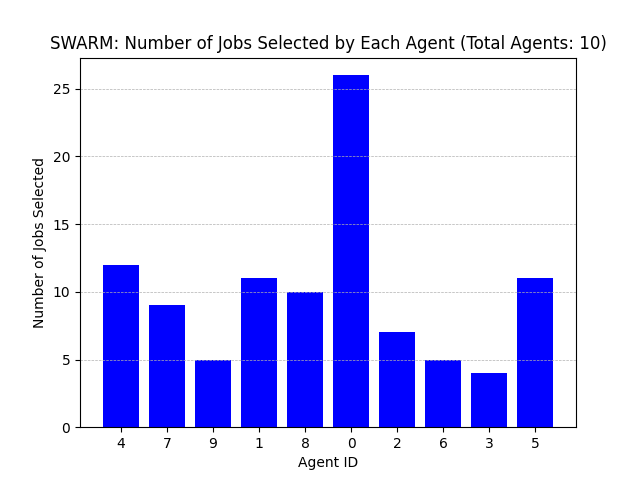 SWARM: Number of Jobs Selected by Each Agent (Total Agents: 10)
Number of Jobs Selected
25
20
15
10
5
0
4 7 9 1 8 0 2 6 3 5
Agent ID